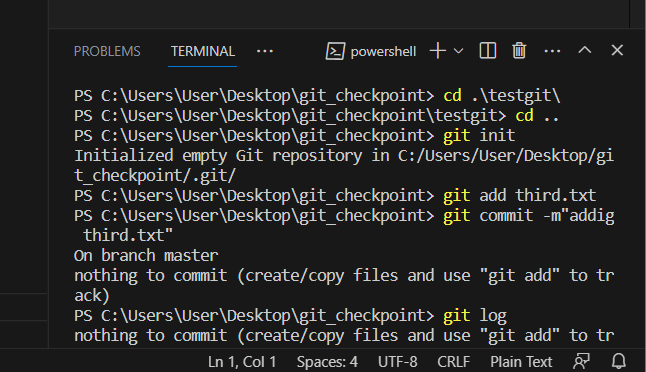 PROBLEMS TERMINAL ··· powershell
PS C:\Users\User\Desktop\git_checkpoint> cd .\testgit\
PS C:\Users\User\Desktop\git_checkpoint\testgit> cd ..
PS C:\Users\User\Desktop\git_checkpoint> git init
Initialized empty Git repository in C:/Users/User/Desktop/gi
t_checkpoint/.git/
PS C:\Users\User\Desktop\git_checkpoint> git add third.txt
PS C:\Users\User\Desktop\git_checkpoint> git commit -m"addig
 third.txt"
On branch master
nothing to commit (create/copy files and use "git add" to tr
ack)
PS C:\Users\User\Desktop\git_checkpoint> git log
nothing to commit (create/copy files and use "git add" to tr
Ln 1, Col 1 Spaces: 4 UTF-8 CRLF Plain Text